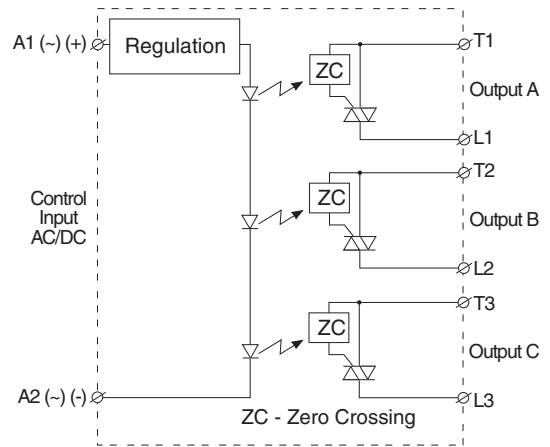 A1 (~) (+)
Regulation
T1
ZC
Output A
L1
T2
Control
Input
AC/DC
ZC
Output B
L2
T3
ZC
Output C
A2 (~) (-)
L3
ZC - Zero Crossing